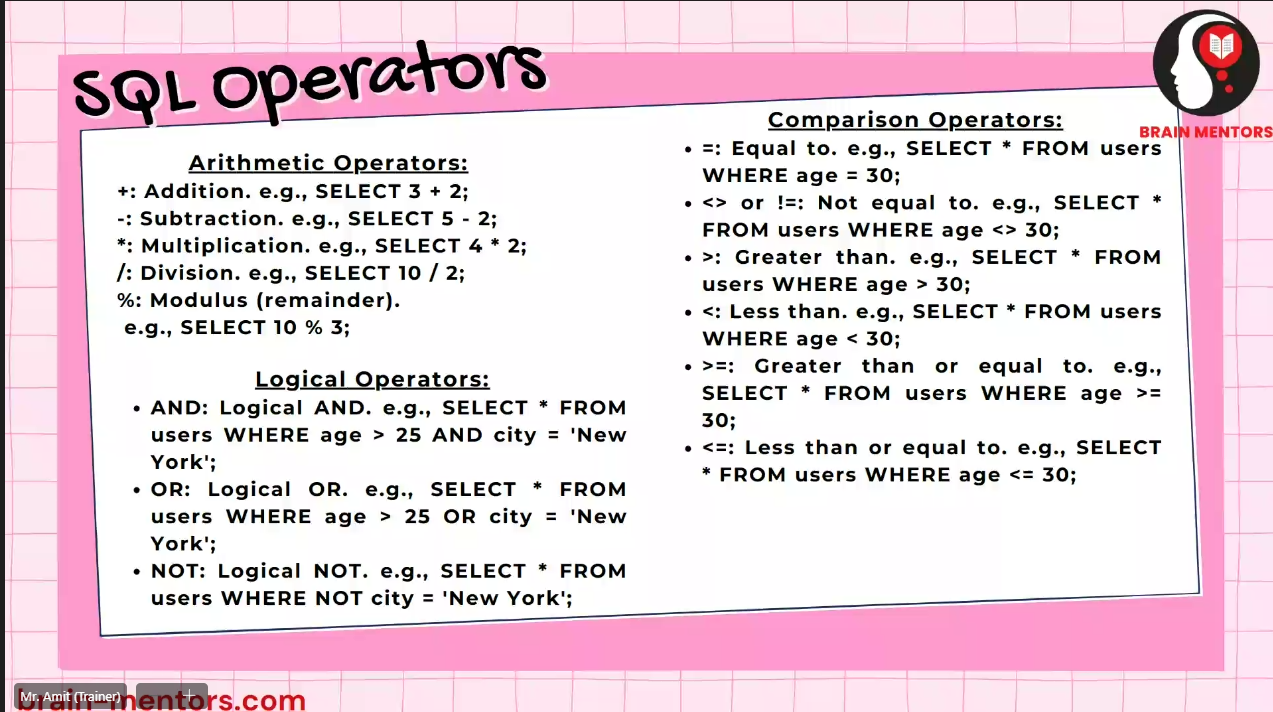 SQL Operators
Arithmetic Operators:
+: Addition. e.g., SELECT 3 + 2;
-: Subtraction. e.g., SELECT 5 - 2;
*: Multiplication. e.g., SELECT 4 * 2;
/: Division. e.g., SELECT 10 / 2;
%: Modulus (remainder).
e.g., SELECT 10 % 3;
Logical Operators:
• AND: Logical AND. e.g., SELECT * FROM
users WHERE age > 25 AND city = 'New
York';
• OR: Logical OR. e.g., SELECT * FROM
users WHERE age > 25 OR city = 'New
York';
• NOT: Logical NOT. e.g., SELECT * FROM
users WHERE NOT city = 'New York';
Comparison Operators:
• =: Equal to. e.g., SELECT * FROM users
WHERE age = 30;
• <> or !=: Not equal to. e.g., SELECT *
FROM users WHERE age <> 30;
• >: Greater than. e.g., SELECT * FROM
users WHERE age > 30;
• <: Less than. e.g., SELECT * FROM users
WHERE age < 30;
• >=: Greater than or equal to. e.g.,
SELECT * FROM users WHERE age >=
30;
• <=: Less than or equal to. e.g., SELECT
* FROM users WHERE age <= 30;
BRAIN MENTORS
Mr. Amit (Trainer)
brain-mentors.com